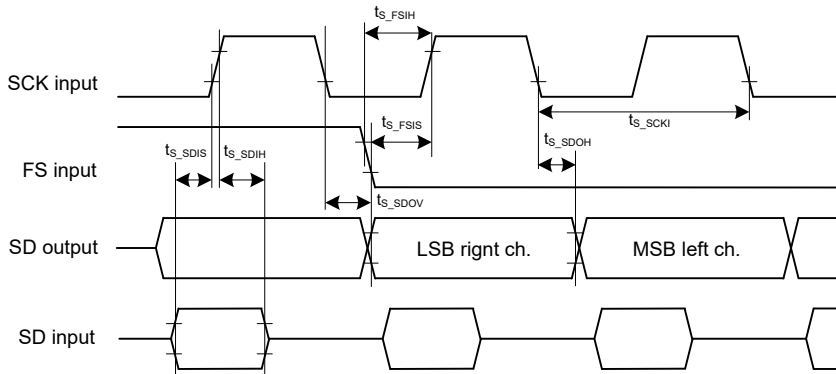 tS_FSIH
SCK input
tS_SCKI
tS_FSIS
tS_SDOH
tS_SDIS
tS_SDIH
FS input
tS_SDOV
SD output
LSB rignt ch.
MSB left ch.
SD input